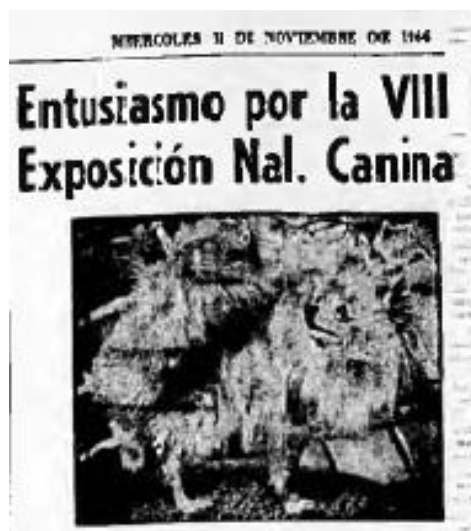 MIERCOLES 11 DE NOVIEMBRE DE 1964
Entusiasmo por la VIII
Exposición Nal. Canina